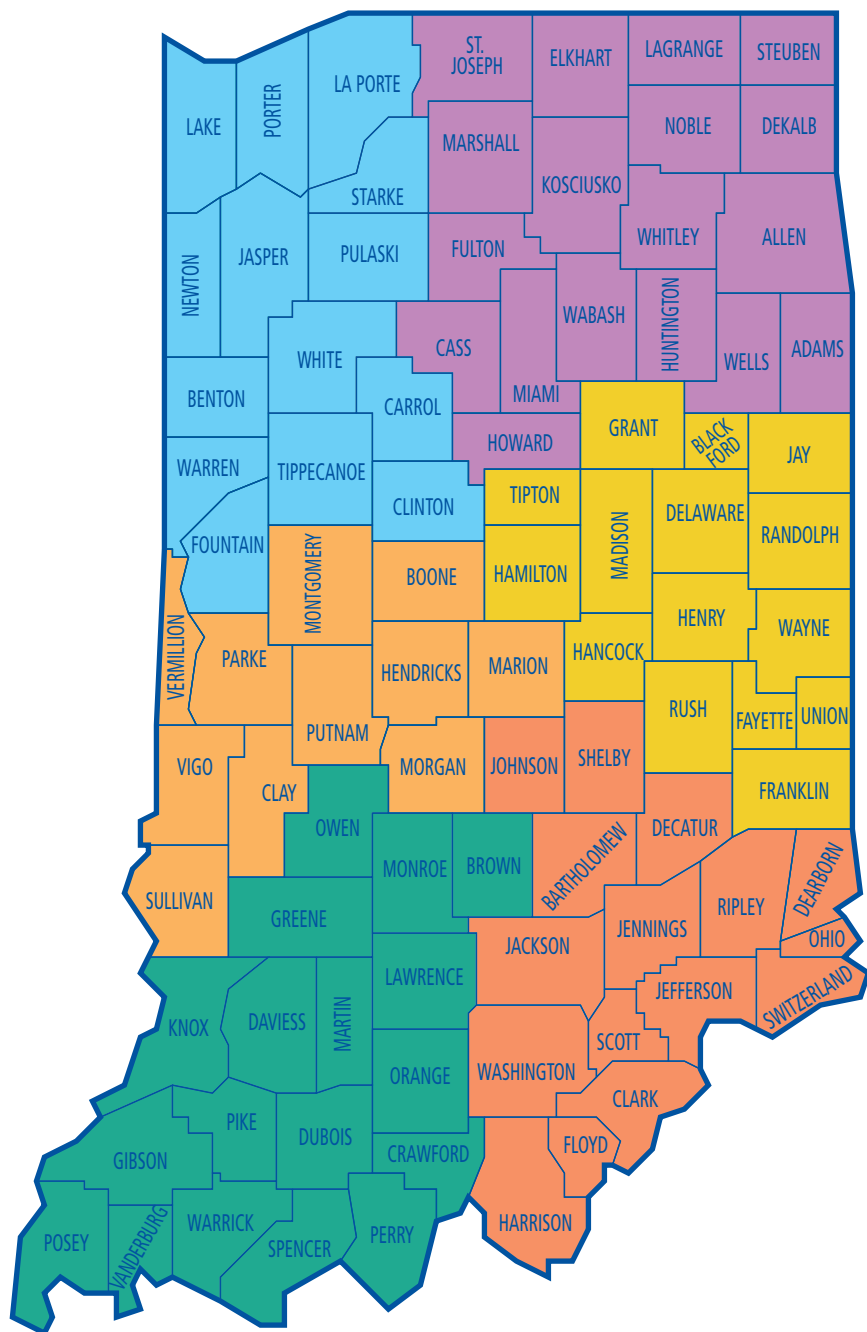 ST.
JOSEPH
ELKHART
LAGRANGE
STEUBEN
LA PORTE
PORTER
LAKE
MARSHALL
NOBLE
DEKALB
STARKE
KOSCIUSKO
WHITLEY
ALLEN
NEWTON
JASPER
PULASKI
FULTON
WABASH
HUNTINGTON
WHITE
CASS
WELLS
ADAMS
BENTON
CARROL
MIAMI
GRANT
BLACK
FORD
JAY
HOWARD
WARREN
TIPPECANOE
CLINTON
TIPTON
MADISON
DELAWARE
RANDOLPH
FOUNTAIN
MONTGOMERY
BOONE
HAMILTON
HENRY
WAYNE
VERMILLION
PARKE
HENDRICKS
MARION
HANCOCK
RUSH
FAYETTE
UNION
PUTNAM
VIGO
CLAY
MORGAN
JOHNSON
SHELBY
FRANKLIN
OWEN
DECATUR
MONROE
BROWN
BARTHOLOMEW
DEARBORN
SULLIVAN
GREENE
RIPLEY
JENNINGS
JACKSON
OHIO
LAWRENCE
JEFFERSON
SWITZERLAND
KNOX
DAVIESS
MARTIN
SCOTT
ORANGE
WASHINGTON
CLARK
PIKE
DUBOIS
CRAWFORD
FLOYD
GIBSON
HARRISON
POSEY
VANDERBURG
WARRICK
SPENCER
PERRY